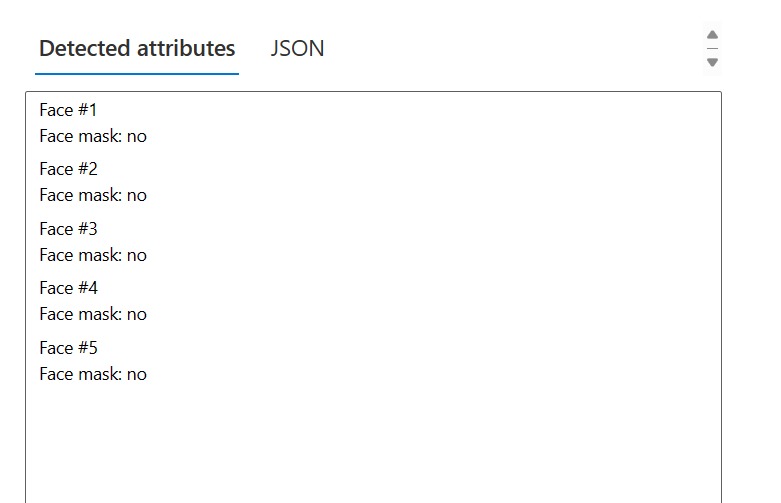 Detected attributes JSON
Face #1
Face mask: no
Face #2
Face mask: no
Face #3
Face mask: no
Face #4
Face mask: no
Face #5
Face mask: no